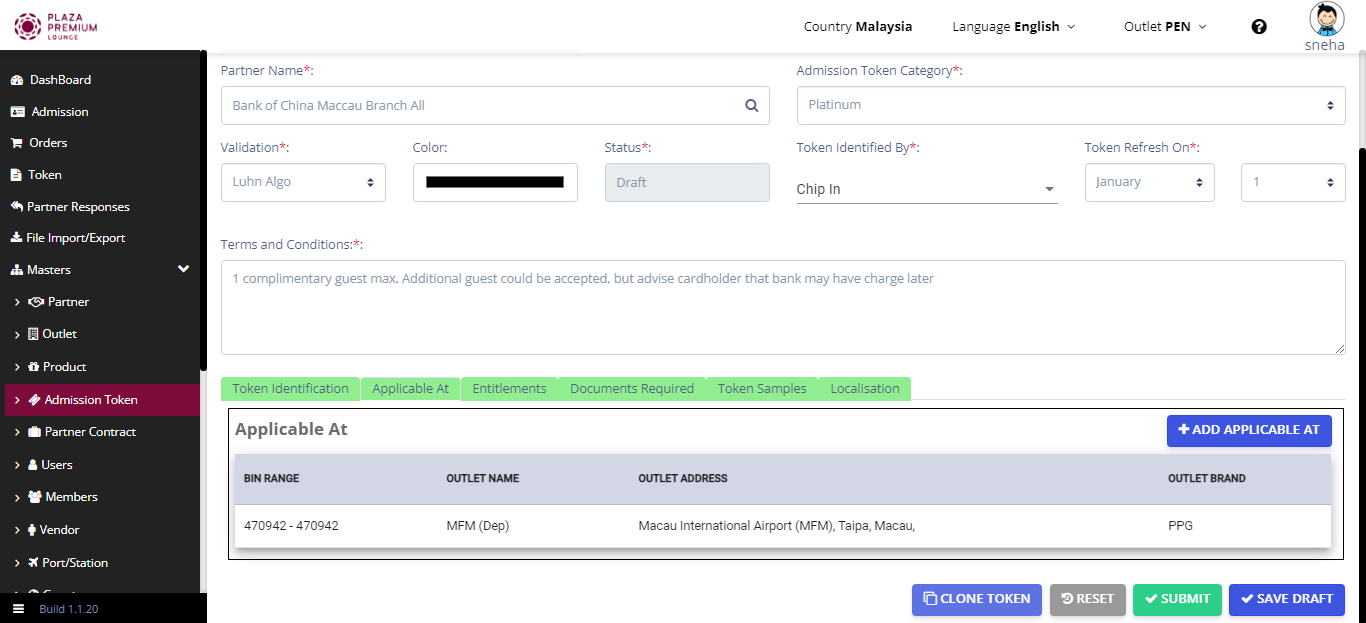 PLAZA
PREMIUM
LOUNGE
Country Malaysia
Language English
Outlet PEN
sneha
DashBoard
Admission
Orders
Token
Partner Responses
File Import/Export
Masters
Partner
Outlet
Product
Admission Token
Partner Contract
Users
Members
Vendor
Port/Station
Build 1.1.20
Partner Name*:
Admission Token Category*:
Bank of China Maccau Branch All
Platinum
Validation*:
Color:
Status*:
Token Identified By*:
Token Refresh On*:
Luhn Algo
Draft
Chip In
January
1
Terms and Conditions:*:
1 complimentary guest max. Additional guest could be accepted, but advise cardholder that bank may have charge later
Token Identification
Applicable At
Entitlements
Documents Required
Token Samples
Localisation
Applicable At
ADD APPLICABLE AT
BIN RANGE
OUTLET NAME
OUTLET ADDRESS
OUTLET BRAND
470942 - 470942
MFM (Dep)
Macau International Airport (MFM), Taipa, Macau,
PPG
CLONE TOKEN
RESET
SUBMIT
SAVE DRAFT